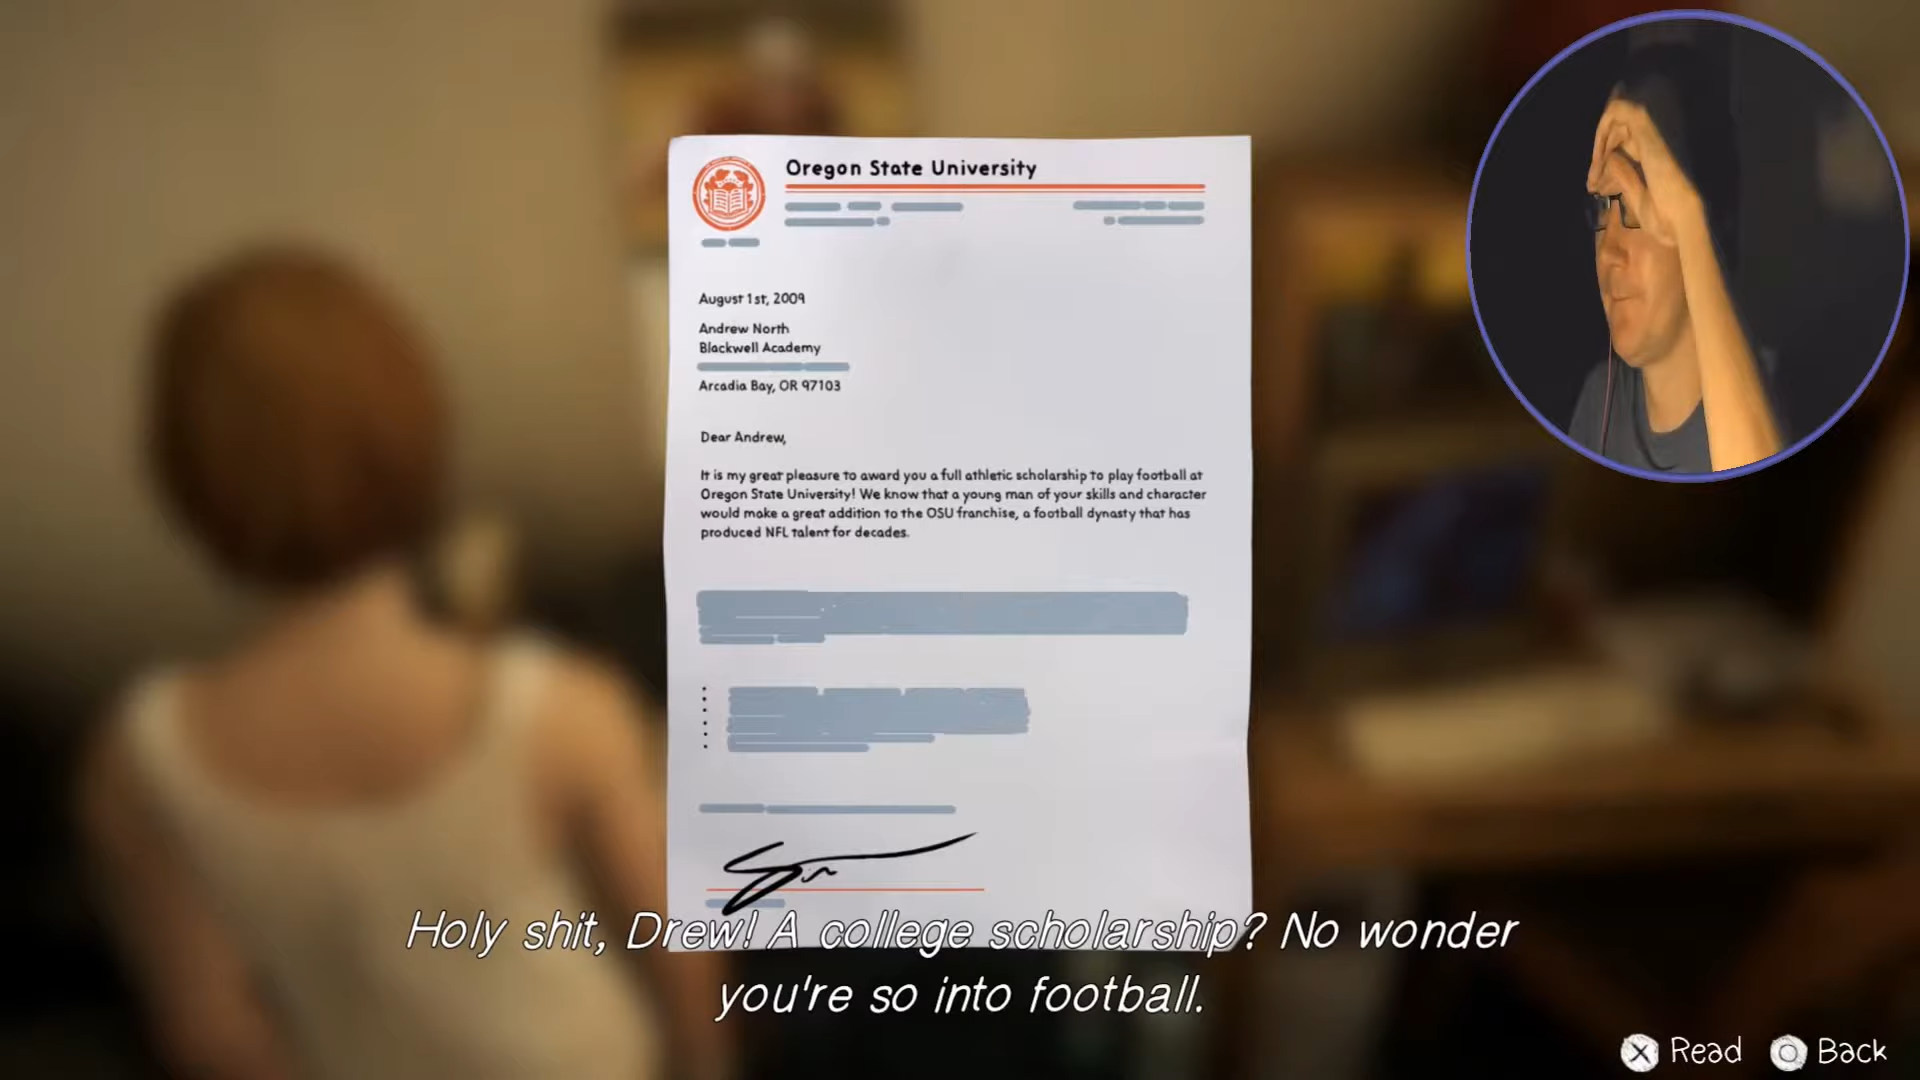 Oregon State University
August 1st, 2009
Andrew North
Blackwell Academy
Arcadia Bay, OR 97103
Dear Andrew,
It is my great pleasure to award you a full athletic scholarship to play football at
Oregon State University! We know that a young man of your skills and character
would make a great addition to the OSU franchise, a football dynasty that has
produced NFL talent for decades.
Holy shit, Drew! A college scholarship? No wonder
you're so into football.
Read
Back